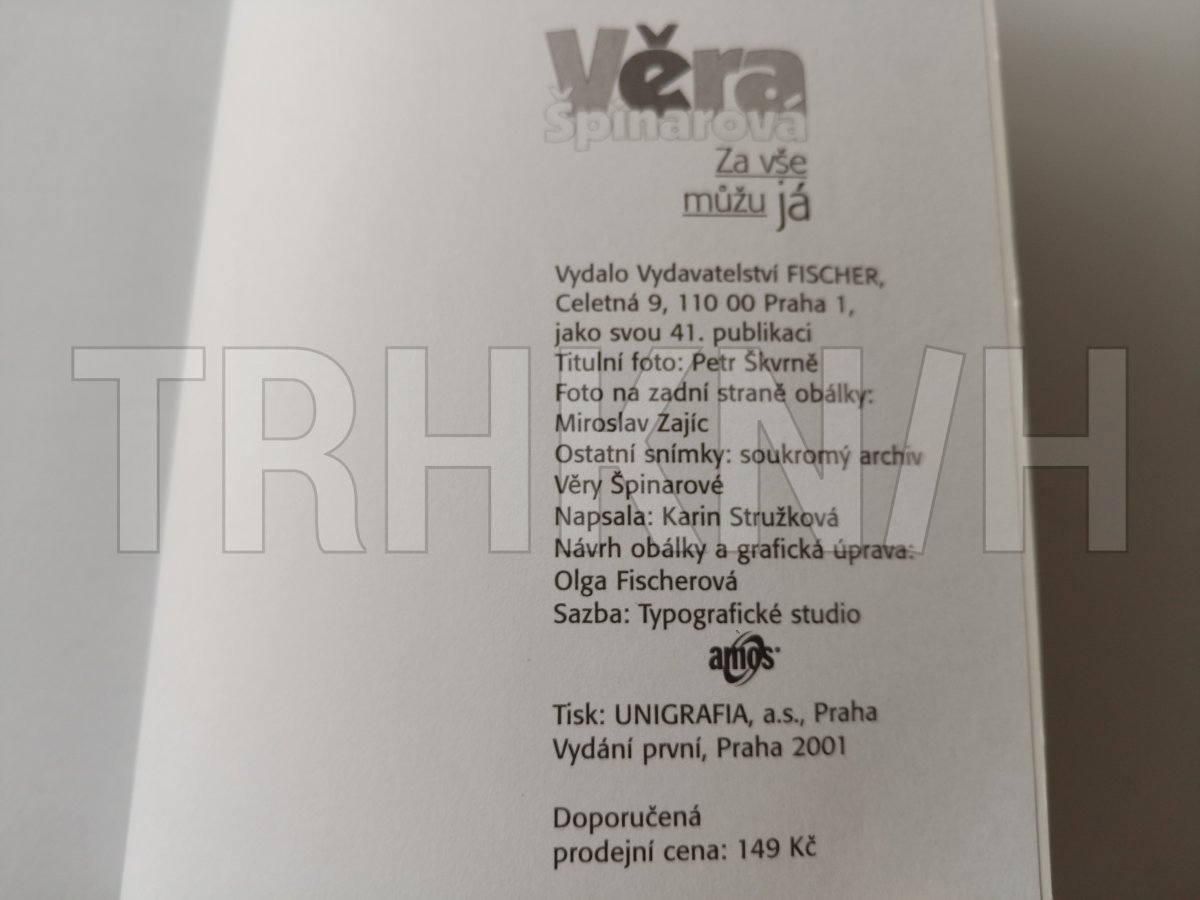 Věra
Špinarová
Za vše
můžu já
Vydalo Vydavatelství FISCHER,
Celetná 9, 110 00 Praha 1,
jako svou 41. publikaci
Titulní foto: Petr Škvrně
Foto na zadní straně obálky:
Miroslav Zajíc
Ostatní snímky: soukromý archiv
Věry Špinarové
Napsala: Karin Stružková
Návrh obálky a grafická úprava:
Olga Fischerová
Sazba: Typografické studio
amos
Tisk: UNIGRAFIA, a.s., Praha
Vydání první, Praha 2001
Doporučená
prodejní cena: 149 Kč
TRHKN/H